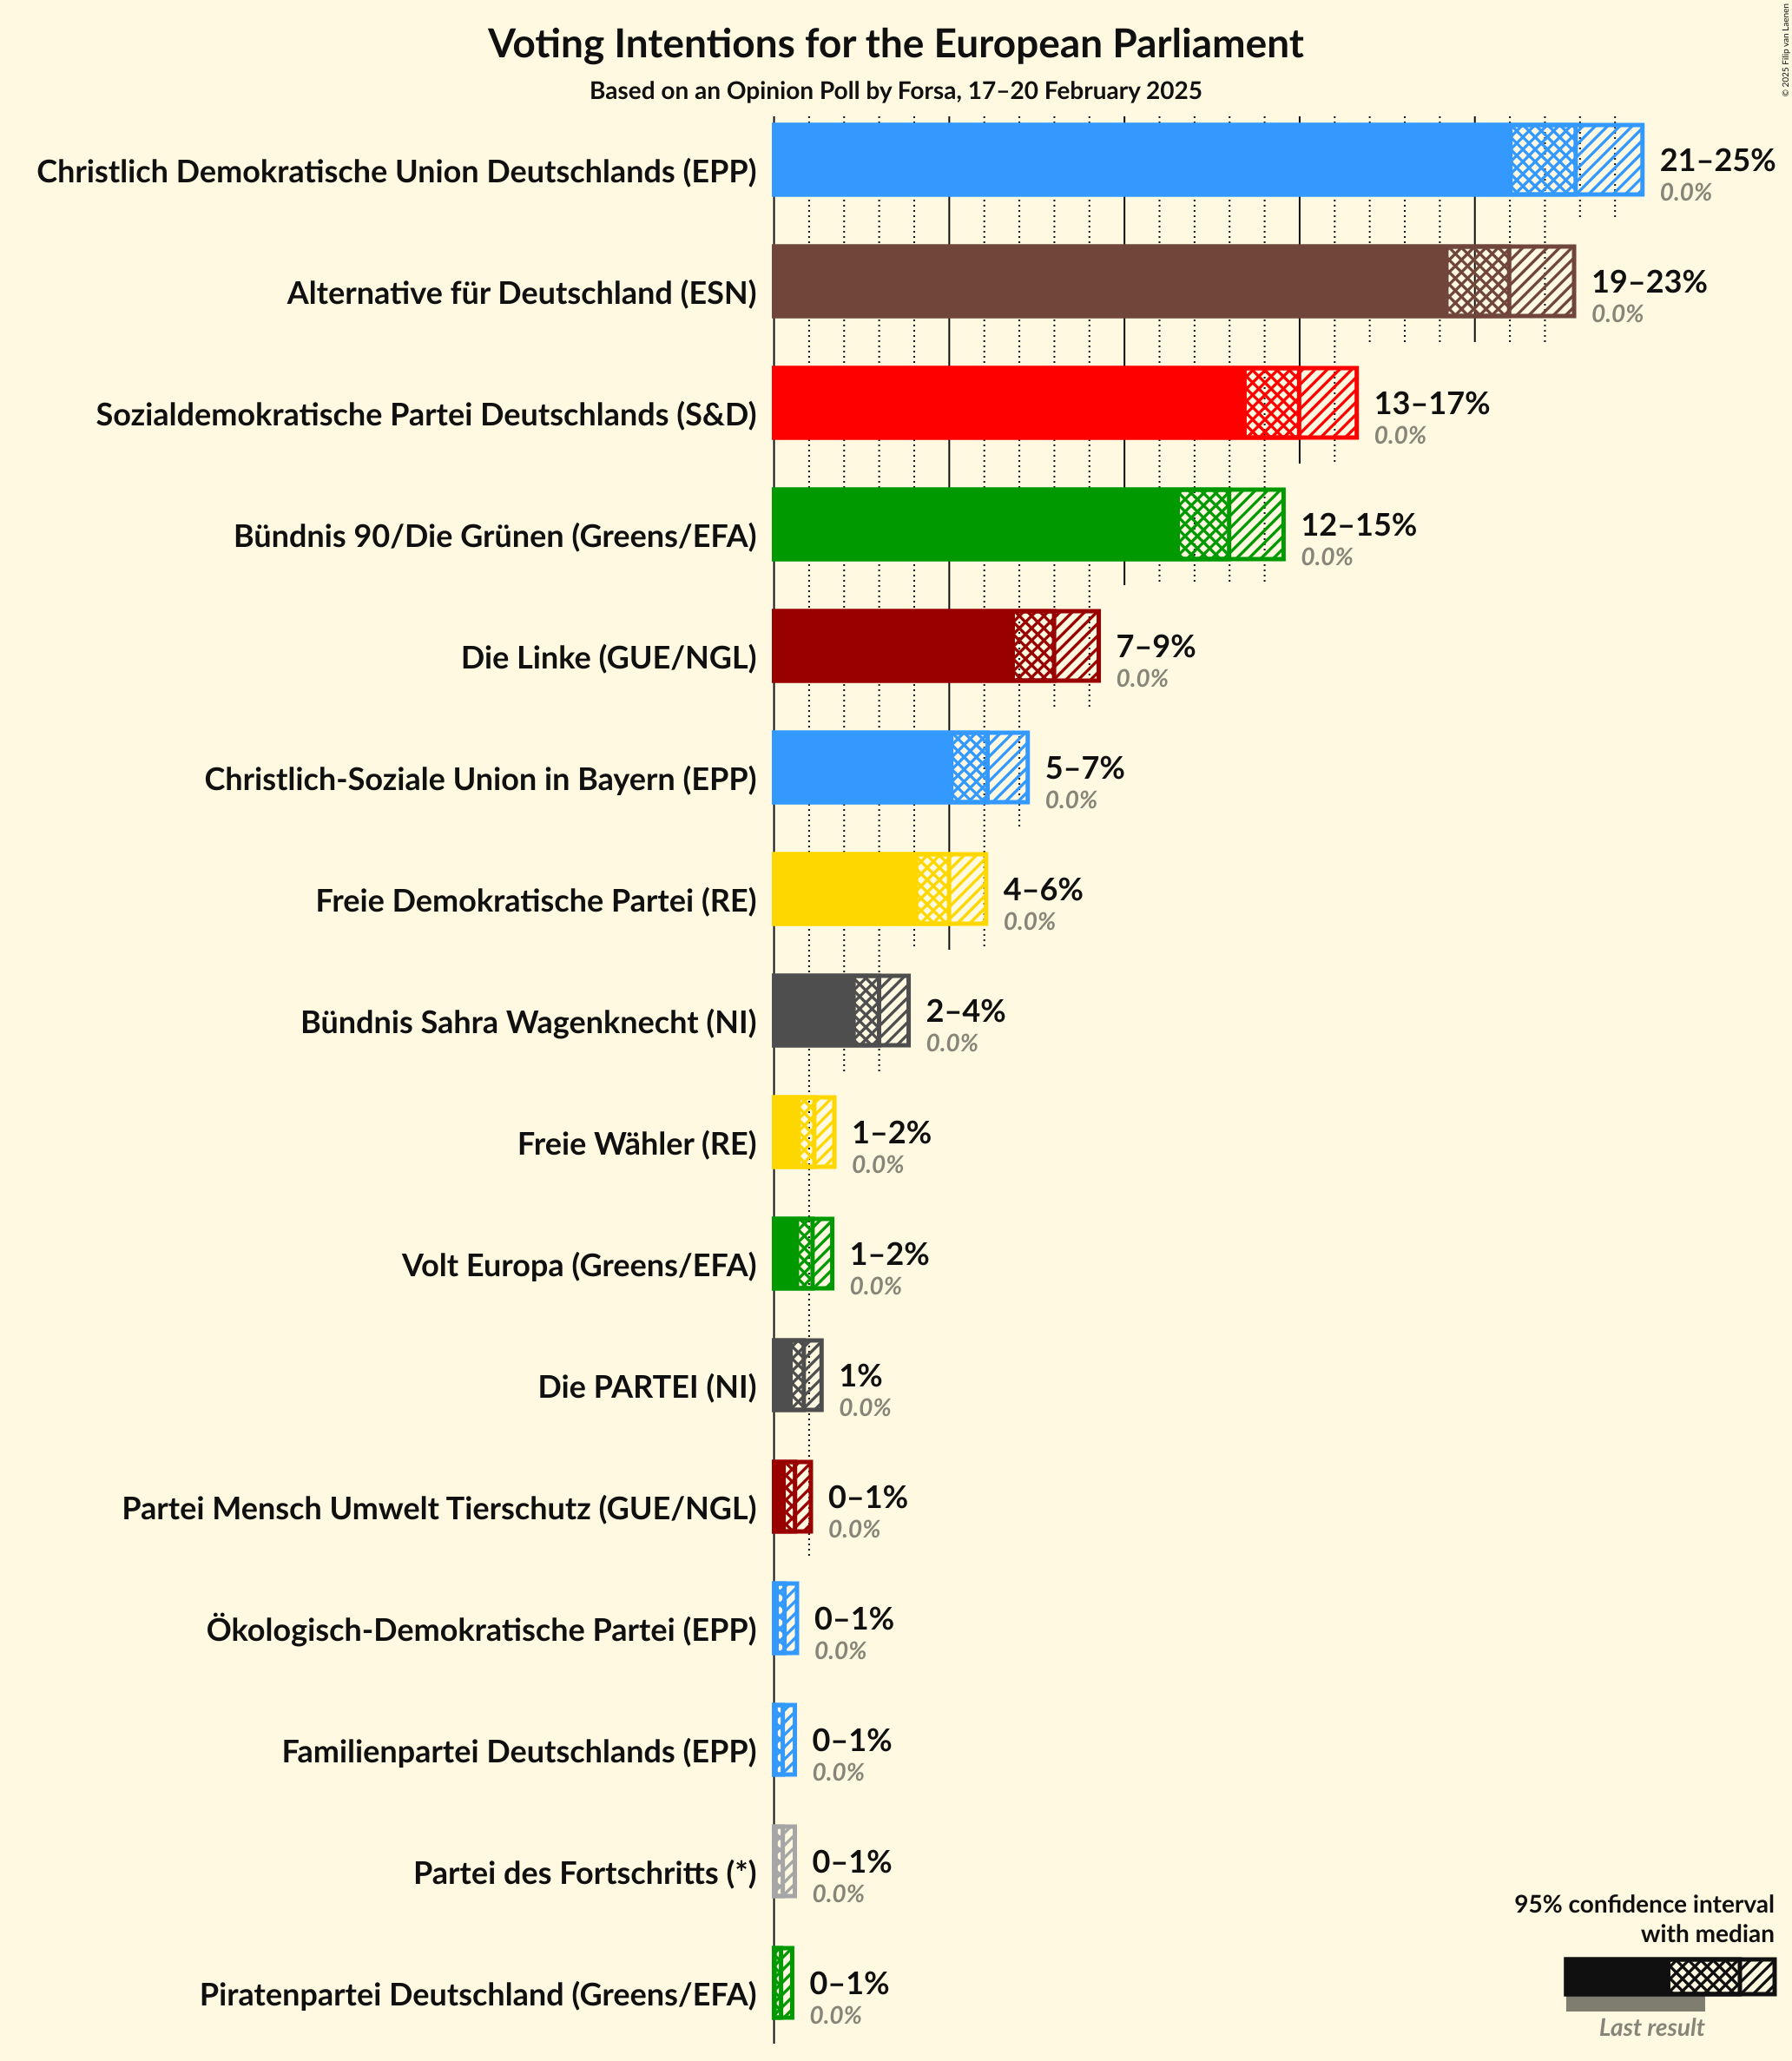 Voting Intentions for the European Parliament
Based on an Opinion Poll by Forsa, 17–20 February 2025
© 2025 Filip van Laenen
Christlich Demokratische Union Deutschlands (EPP)
21–25%
0.0%
Alternative für Deutschland (ESN)
19–23%
0.0%
Sozialdemokratische Partei Deutschlands (S&D)
13–17%
0.0%
Bündnis 90/Die Grünen (Greens/EFA)
12–15%
0.0%
Die Linke (GUE/NGL)
7–9%
0.0%
Christlich-Soziale Union in Bayern (EPP)
5–7%
0.0%
Freie Demokratische Partei (RE)
4–6%
0.0%
Bündnis Sahra Wagenknecht (NI)
2–4%
0.0%
Freie Wähler (RE)
1–2%
0.0%
Volt Europa (Greens/EFA)
1–2%
0.0%
Die PARTEI (NI)
1%
0.0%
Partei Mensch Umwelt Tierschutz (GUE/NGL)
0–1%
0.0%
Ökologisch-Demokratische Partei (EPP)
0–1%
0.0%
Familienpartei Deutschlands (EPP)
0–1%
0.0%
Partei des Fortschritts (*)
0–1%
0.0%
Piratenpartei Deutschland (Greens/EFA)
0–1%
0.0%
95% confidence interval
with median
Last result